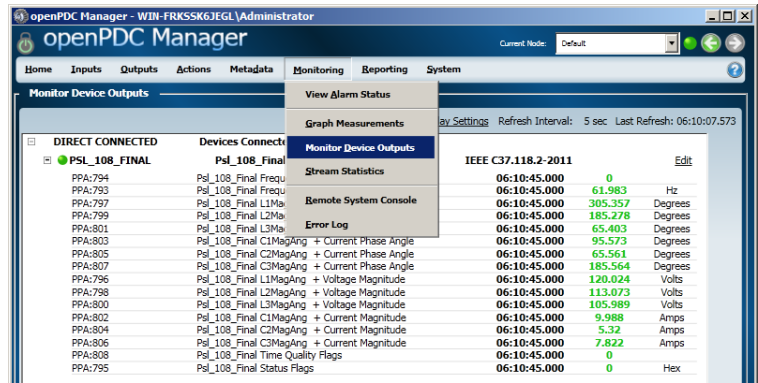 openPDC Manager - WIN-FRKSSK6JEGL\Administrator
openPDC Manager
Current Node: Default
Home Inputs Outputs Actions Metadata Monitoring Reporting System
Monitor Device Outputs
View Alarm Status
Graph Measurements
Monitor Device Outputs
Stream Statistics
Remote System Console
Error Log
ay Settings Refresh Interval: 5 sec Last Refresh: 06:10:07.573
DIRECT CONNECTED Devices Connecte
PSL_108_FINAL Psl_108_Final IEEE C37.118.2-2011 Edit
PPA:794 Psl_108_Final Frequ 06:10:45.000 0
PPA:793 Psl_108_Final Frequ 06:10:45.000 61.983 Hz
PPA:797 Psl_108_Final L1Ma 06:10:45.000 305.357 Degrees
PPA:799 Psl_108_Final L2Ma 06:10:45.000 185.278 Degrees
PPA:801 Psl_108_Final L3Ma 06:10:45.000 65.403 Degrees
PPA:803 Psl_108_Final C1MagAng + Current Phase Angle 06:10:45.000 95.573 Degrees
PPA:805 Psl_108_Final C2MagAng + Current Phase Angle 06:10:45.000 65.561 Degrees
PPA:807 Psl_108_Final C3MagAng + Current Phase Angle 06:10:45.000 185.564 Degrees
PPA:796 Psl_108_Final L1MagAng + Voltage Magnitude 06:10:45.000 120.024 Volts
PPA:798 Psl_108_Final L2MagAng + Voltage Magnitude 06:10:45.000 113.073 Volts
PPA:800 Psl_108_Final L3MagAng + Voltage Magnitude 06:10:45.000 105.989 Volts
PPA:802 Psl_108_Final C1MagAng + Current Magnitude 06:10:45.000 9.988 Amps
PPA:804 Psl_108_Final C2MagAng + Current Magnitude 06:10:45.000 5.32 Amps
PPA:806 Psl_108_Final C3MagAng + Current Magnitude 06:10:45.000 7.822 Amps
PPA:808 Psl_108_Final Time Quality Flags 06:10:45.000 0
PPA:795 Psl_108_Final Status Flags 06:10:45.000 0 Hex